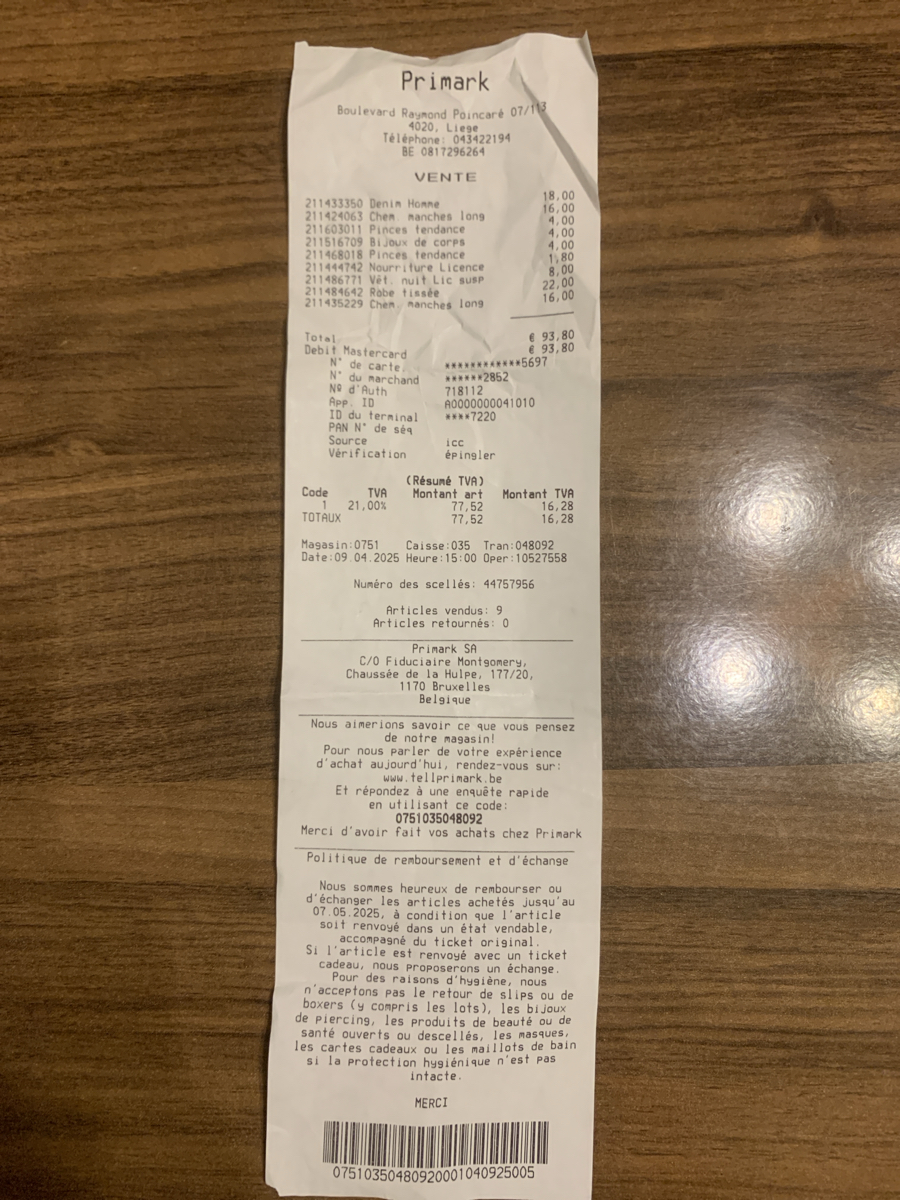 Primark
Boulevard Raymond Poincaré 07/113
4020, Liege
Téléphone: 043422194
BE 0817296264
VENTE
211433350 Denim Homme 18,00
211424063 Chem. manches long 16,00
211603011 Pinces tendance 4,00
211516709 Bijoux de corps 4,00
211468018 Pinces tendance 4,00
211444742 Nourriture Licence 1,80
211486771 Vêt. nuit Lic susp 8,00
211484642 Robe tissée 22,00
211435229 Chem. manches long 16,00
Total € 93,80
Debit Mastercard € 93,80
N° de carte. ************5697
N° du marchand ******2852
Nº d'Auth 718112
App. ID A0000000041010
ID du terminal ****7220
PAN N° de séq
Source icc
Vérification épingler
(Résumé TVA)
Code TVA Montant art Montant TVA
1 21,00% 77,52 16,28
TOTAUX 77,52 16,28
Magasin:0751 Caisse:035 Tran:048092
Date:09.04.2025 Heure:15:00 Oper:10527558
Numéro des scellés: 44757956
Articles vendus: 9
Articles retournés: 0
Primark SA
C/O Fiduciaire Montgomery,
Chaussée de la Hulpe, 177/20,
1170 Bruxelles
Belgique
Nous aimerions savoir ce que vous pensez
de notre magasin!
Pour nous parler de votre expérience
d'achat aujourd'hui, rendez-vous sur:
www.tellprimark.be
Et répondez à une enquête rapide
en utilisant ce code:
0751035048092
Merci d'avoir fait vos achats chez Primark
Politique de remboursement et d'échange
Nous sommes heureux de rembourser ou
d'échanger les articles achetés jusqu'au
07.05.2025, à condition que l'article
soit renvoyé dans un état vendable,
accompagné du ticket original.
Si l'article est renvoyé avec un ticket
cadeau, nous proposerons un échange.
Pour des raisons d'hygiène, nous
n'acceptons pas le retour de slips ou de
boxers (y compris les lots), les bijoux
de piercing, les produits de beauté ou de
santé ouverts ou descellés, les masques,
les cartes cadeaux ou les maillots de bain
si la protection hygiénique n'est pas
intacte.
MERCI
0751035048092000104092 5005